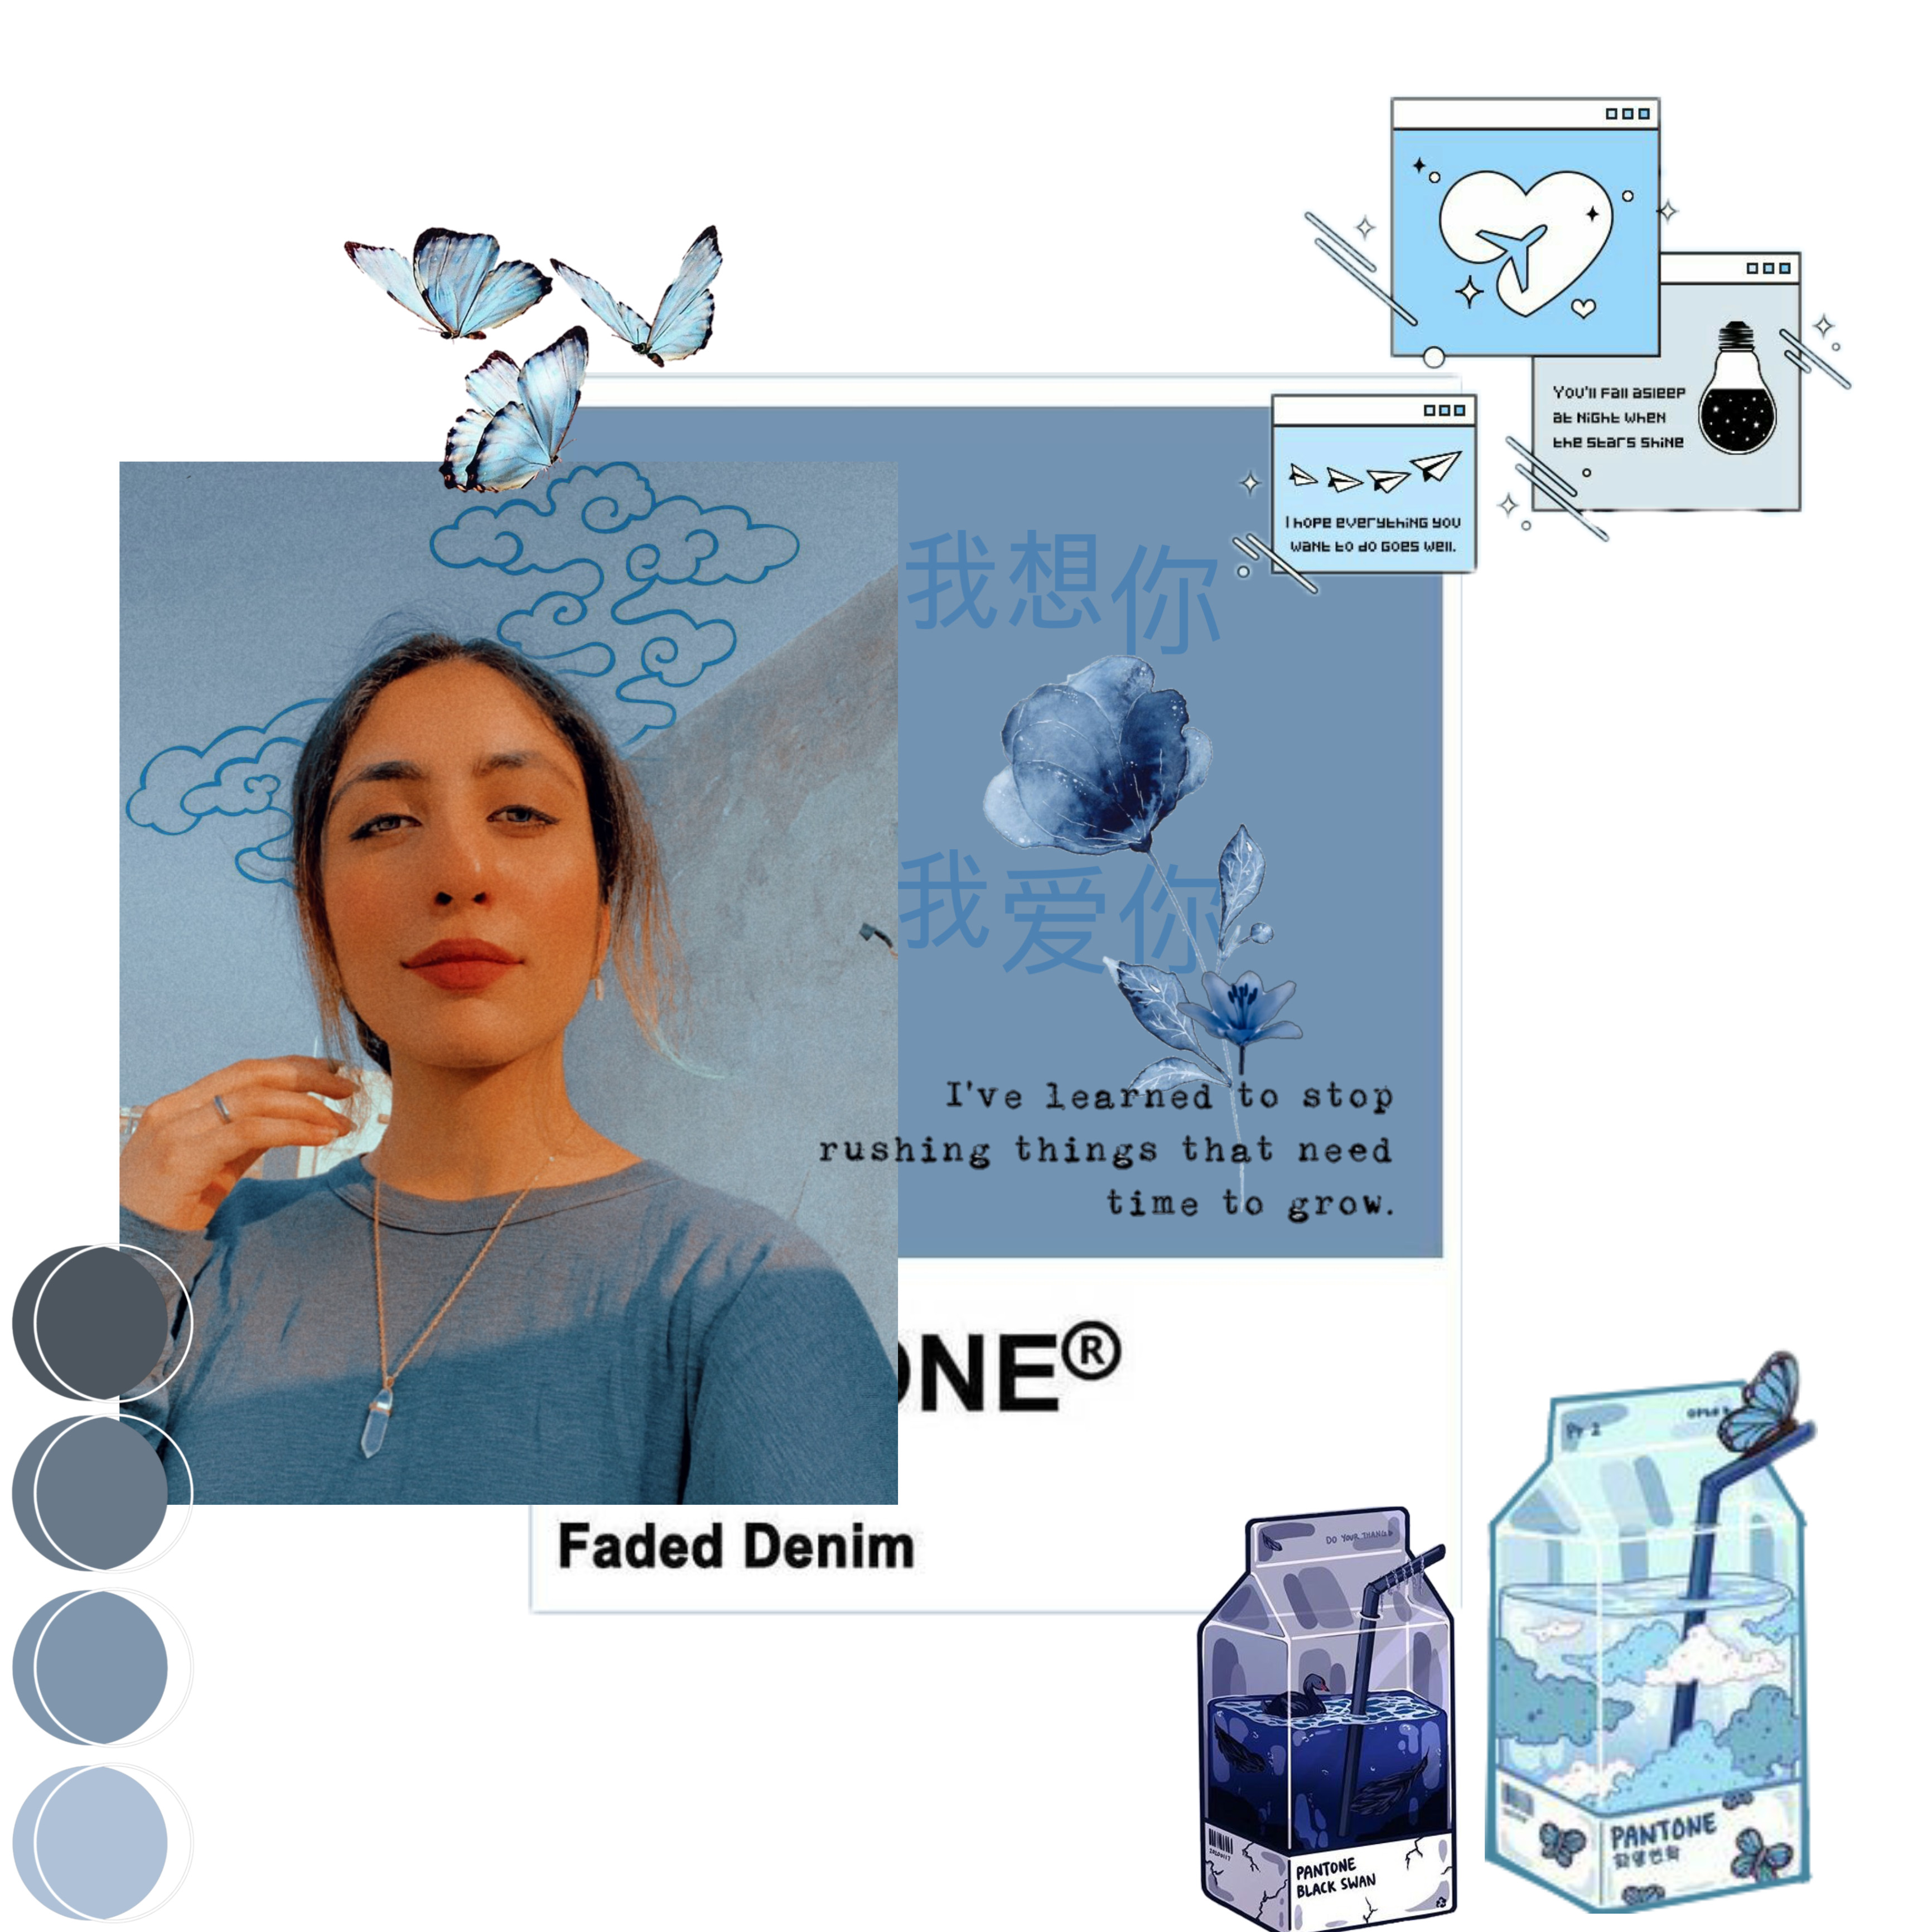 You'll Fall asleep
at Night when
the stars shine
I hope everything you
want to do goes well.
我想你
我爱你
I've learned to stop
rushing things that need
time to grow.
ONE®
Faded Denim
DO YOUR THANG
PANTONE
BLACK SWAN
PANTONE